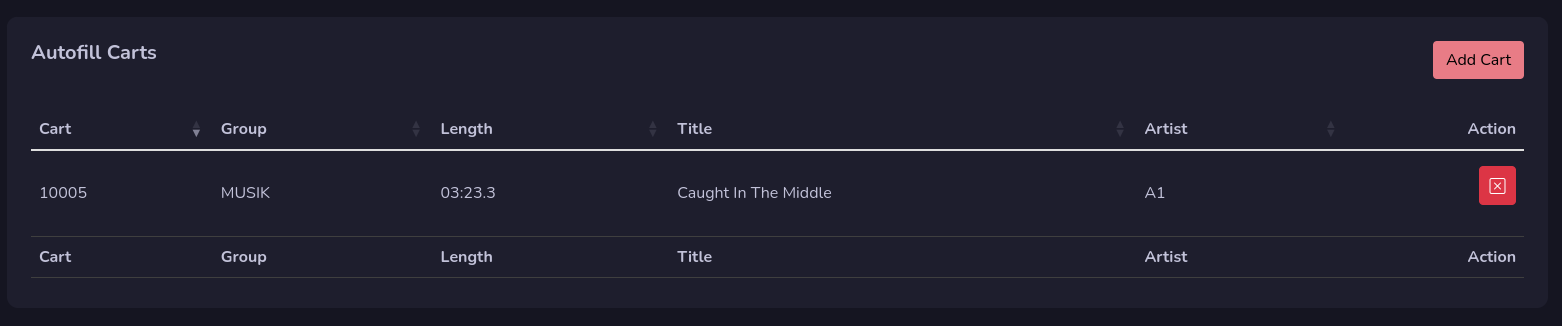 Autofill Carts
Add Cart
Cart Group Length Title Artist Action
10005 MUSIK 03:23.3 Caught In The Middle A1
Cart Group Length Title Artist Action